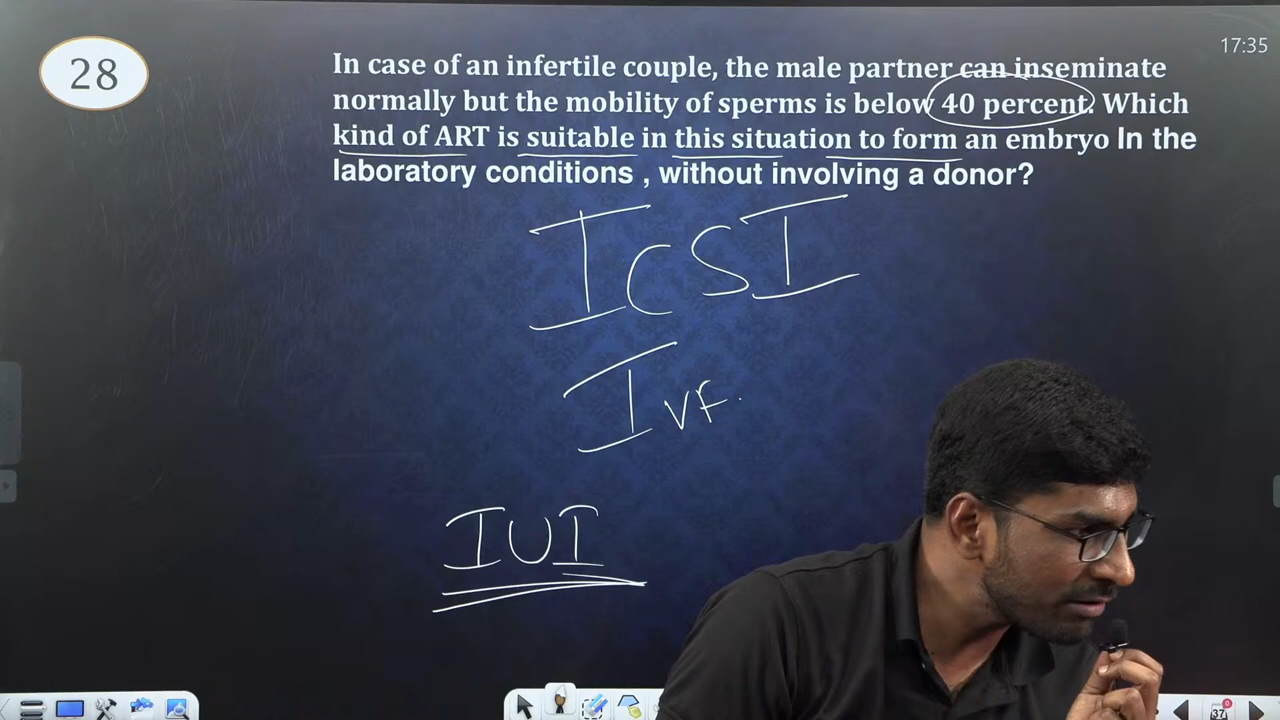 17:35
28
In case of an infertile couple, the male partner can inseminate
normally but the mobility of sperms is below 40 percent. Which
kind of ART is suitable in this situation to form an embryo In the
laboratory conditions , without involving a donor?
ICSI
IVF.
IUI
37